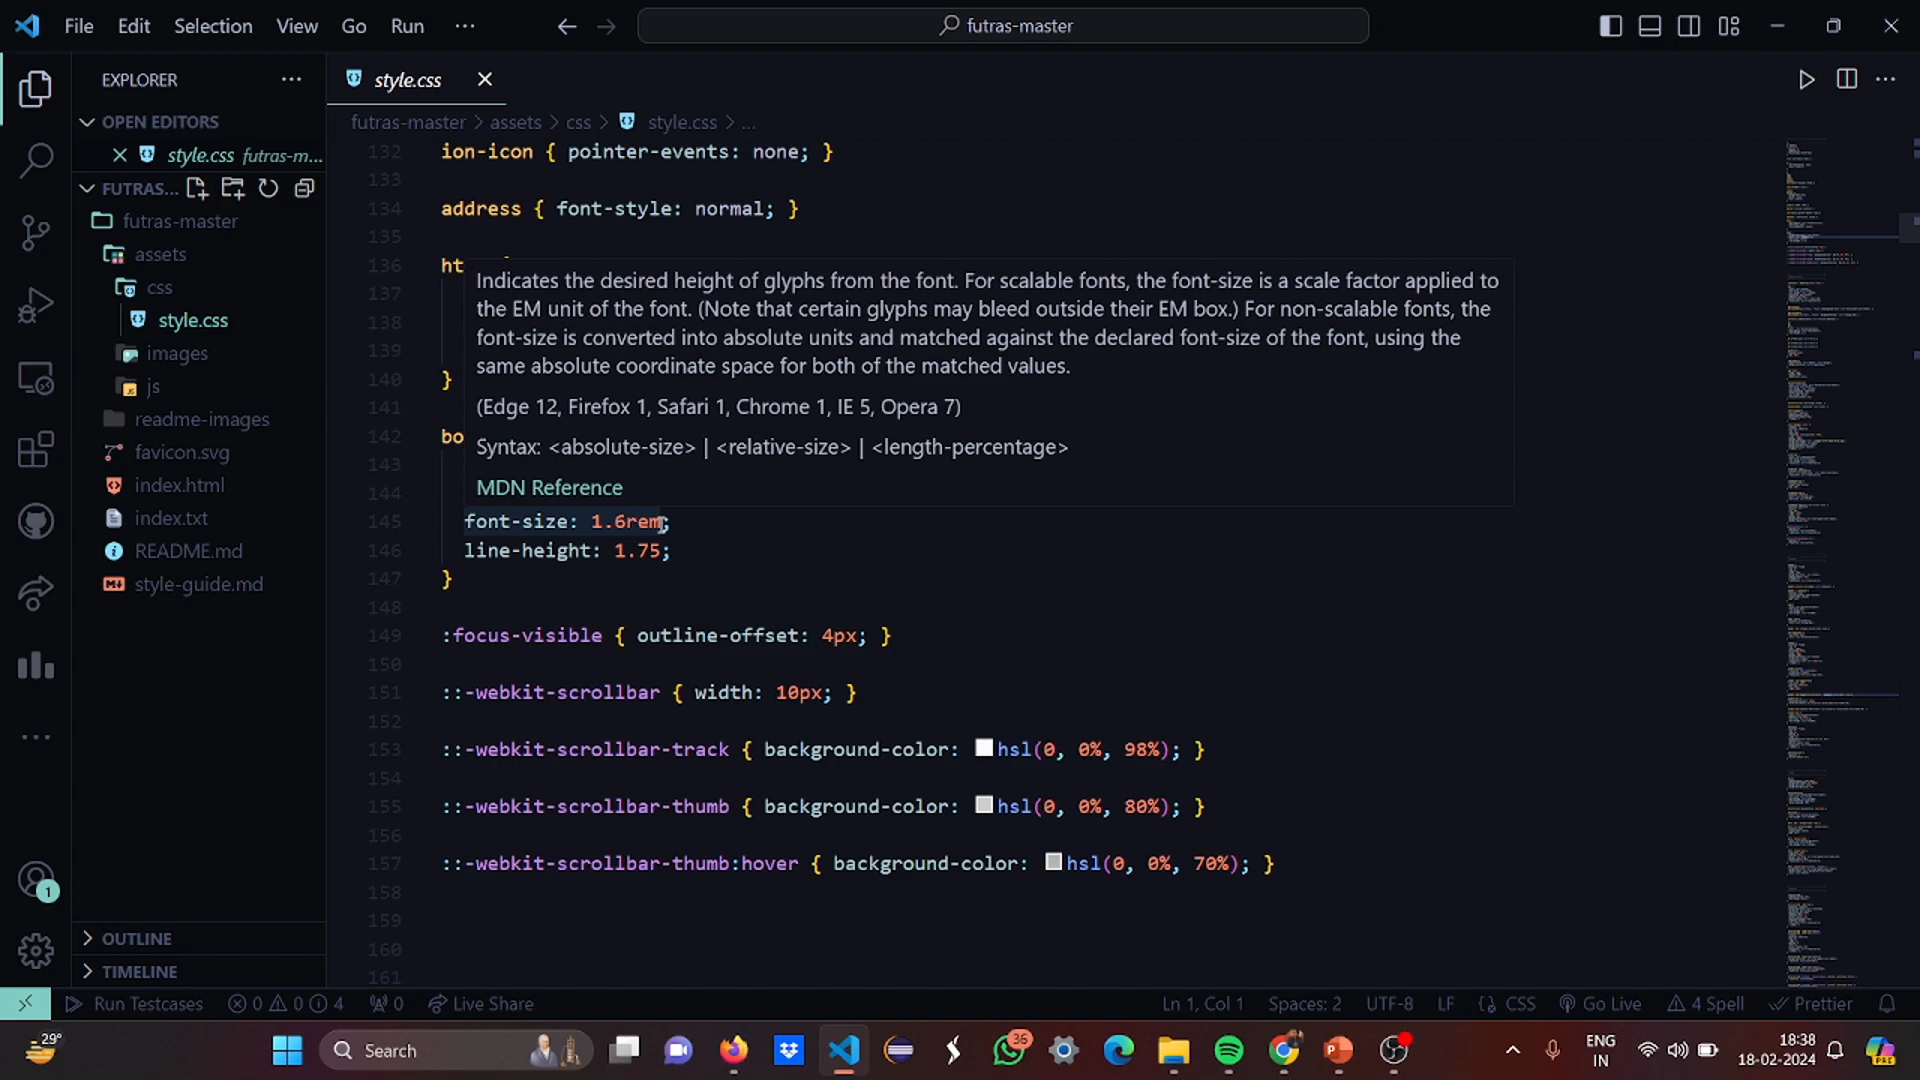 File Edit Selection View Go Run ···
futras-master
EXPLORER ···
OPEN EDITORS
style.css futras-m...
FUTRAS...
futras-master
assets
css
style.css
images
js
readme-images
favicon.svg
index.html
index.txt
README.md
style-guide.md
OUTLINE
TIMELINE
1
style.css
futras-master > assets > css > style.css > ...
132 ion-icon { pointer-events: none; }
133
134 address { font-style: normal; }
135
136 ht
137
138
139
140 }
141
142 bo
143
144
Indicates the desired height of glyphs from the font. For scalable fonts, the font-size is a scale factor applied to
the EM unit of the font. (Note that certain glyphs may bleed outside their EM box.) For non-scalable fonts, the
font-size is converted into absolute units and matched against the declared font-size of the font, using the
same absolute coordinate space for both of the matched values.
(Edge 12, Firefox 1, Safari 1, Chrome 1, IE 5, Opera 7)
Syntax: <absolute-size> | <relative-size> | <length-percentage>
MDN Reference
145 font-size: 1.6rem;
146 line-height: 1.75;
147 }
148
149 :focus-visible { outline-offset: 4px; }
150
151 ::-webkit-scrollbar { width: 10px; }
152
153 ::-webkit-scrollbar-track { background-color: hsl(0, 0%, 98%); }
154
155 ::-webkit-scrollbar-thumb { background-color: hsl(0, 0%, 80%); }
156
157 ::-webkit-scrollbar-thumb:hover { background-color: hsl(0, 0%, 70%); }
158
159
160
161
Run Testcases 0 0 4 0 Live Share Ln 1, Col 1 Spaces: 2 UTF-8 LF {} CSS Go Live 4 Spell Prettier
29° Search 36 ENG 18:38
IN 18-02-2024
PRE